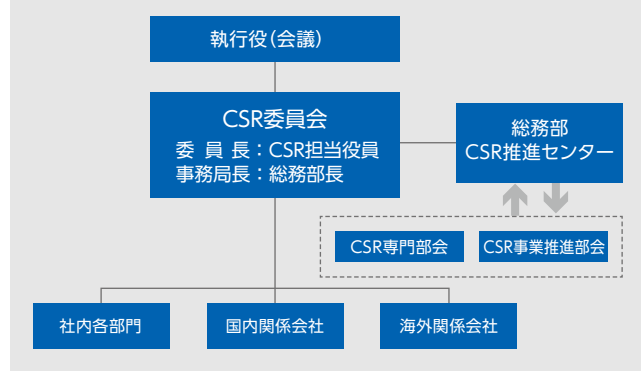 執行役(会議)
CSR委員会
委員長：CSR担当役員
事務局長：総務部長
総務部
CSR推進センター
CSR専門部会
CSR事業推進部会
社内各部門
国内関係会社
海外関係会社